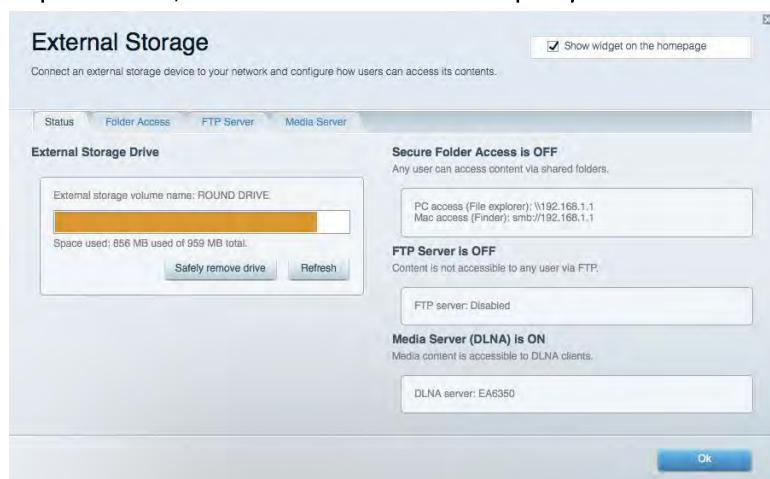 External Storage
Show widget on the homepage
Connect an external storage device to your network and configure how users can access its contents.
Status
Folder Access
FTP Server
Media Server
External Storage Drive
External storage volume name: ROUND DRIVE
Space used: 856 MB used of 959 MB total.
Safely remove drive
Refresh
Secure Folder Access is OFF
Any user can access content via shared folders.
PC access (File explorer): \\192.168.1.1
Mac access (Finder): smb://192.168.1.1
FTP Server is OFF
Content is not accessible to any user via FTP.
FTP server: Disabled
Media Server (DLNA) is ON
Media content is accessible to DLNA clients.
DLNA server: EA6350
Ok